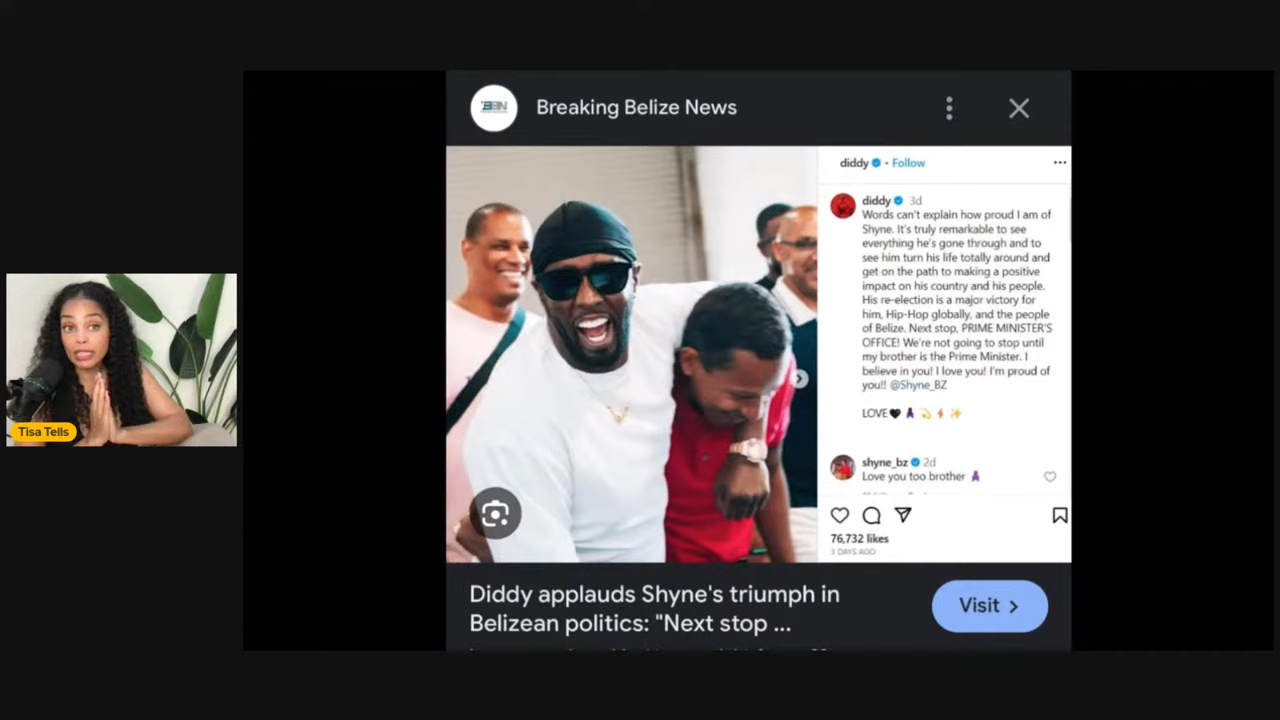 Breaking Belize News
diddy • Follow
diddy 3d
Words can't explain how proud I am of
Shyne. It's truly remarkable to see
everything he's gone through and to
see him turn his life totally around and
get on the path to making a positive
impact on his country and his people.
His re-election is a major victory for
him, Hip-Hop globally, and the people
of Belize. Next stop, PRIME MINISTER'S
OFFICE! We're not going to stop until
my brother is the Prime Minister. I
believe in you! I love you! I'm proud of
you!! @Shyne_BZ
LOVE
shyne_bz 2d
Love you too brother
76,732 likes
3 DAYS AGO
Tisa Tells
Diddy applauds Shyne's triumph in
Belizean politics: "Next stop ...
Visit